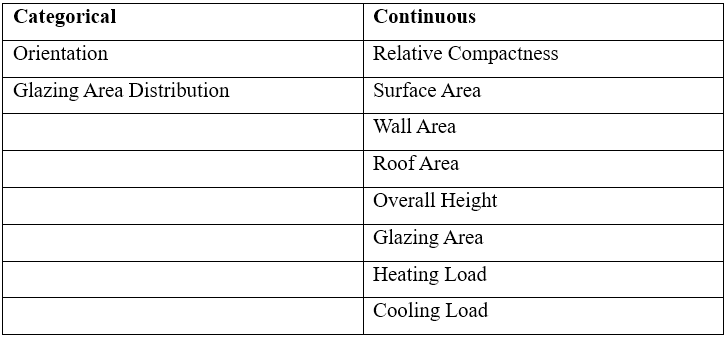 Categorical Continuous
Orientation Relative Compactness
Glazing Area Distribution Surface Area
Wall Area
Roof Area
Overall Height
Glazing Area
Heating Load
Cooling Load